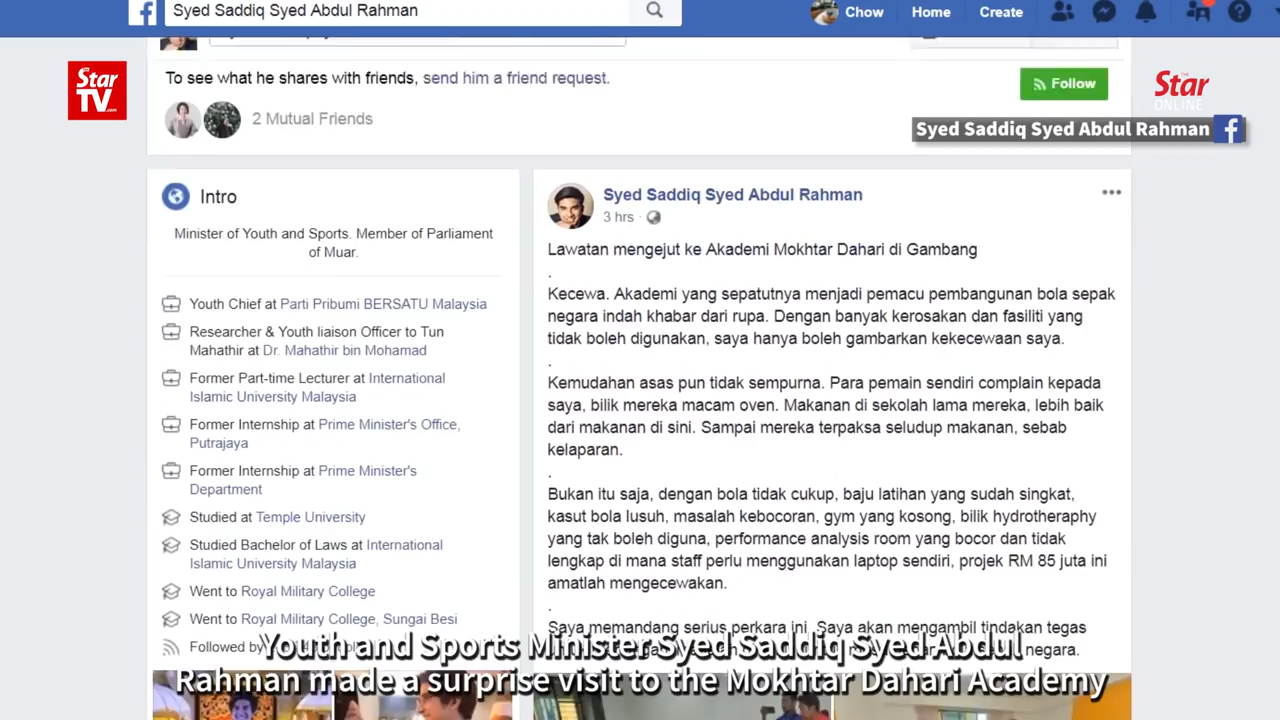 Syed Saddiq Syed Abdul Rahman
Chow
Home
Create
Star
TV.com
To see what he shares with friends, send him a friend request.
Follow
2 Mutual Friends
THE
Star
ONLINE
Syed Saddiq Syed Abdul Rahman
Intro
Minister of Youth and Sports. Member of Parliament
of Muar.
Youth Chief at Parti Pribumi BERSATU Malaysia
Researcher & Youth liaison Officer to Tun
Mahathir at Dr. Mahathir bin Mohamad
Former Part-time Lecturer at International
Islamic University Malaysia
Former Internship at Prime Minister's Office,
Putrajaya
Former Internship at Prime Minister's
Department
Studied at Temple University
Studied Bachelor of Laws at International
Islamic University Malaysia
Went to Royal Military College
Went to Royal Military College, Sungai Besi
Followed by
Syed Saddiq Syed Abdul Rahman
3 hrs ·
Lawatan mengejut ke Akademi Mokhtar Dahari di Gambang
.
Kecewa. Akademi yang sepatutnya menjadi pemacu pembangunan bola sepak
negara indah khabar dari rupa. Dengan banyak kerosakan dan fasiliti yang
tidak boleh digunakan, saya hanya boleh gambarkan kekecewaan saya.
.
Kemudahan asas pun tidak sempurna. Para pemain sendiri complain kepada
saya, bilik mereka macam oven. Makanan di sekolah lama mereka, lebih baik
dari makanan di sini. Sampai mereka terpaksa seludup makanan, sebab
kelaparan.
.
Bukan itu saja, dengan bola tidak cukup, baju latihan yang sudah singkat,
kasut bola lusuh, masalah kebocoran, gym yang kosong, bilik hydrotheraphy
yang tak boleh diguna, performance analysis room yang bocor dan tidak
lengkap di mana staff perlu menggunakan laptop sendiri, projek RM 85 juta ini
amatlah mengecewakan.
.
Saya memandang serius perkara ini. Saya akan mengambil tindakan tegas
negara.
Youth and Sports Minister Syed Saddiq Syed Abdul
Rahman made a surprise visit to the Mokhtar Dahari Academy